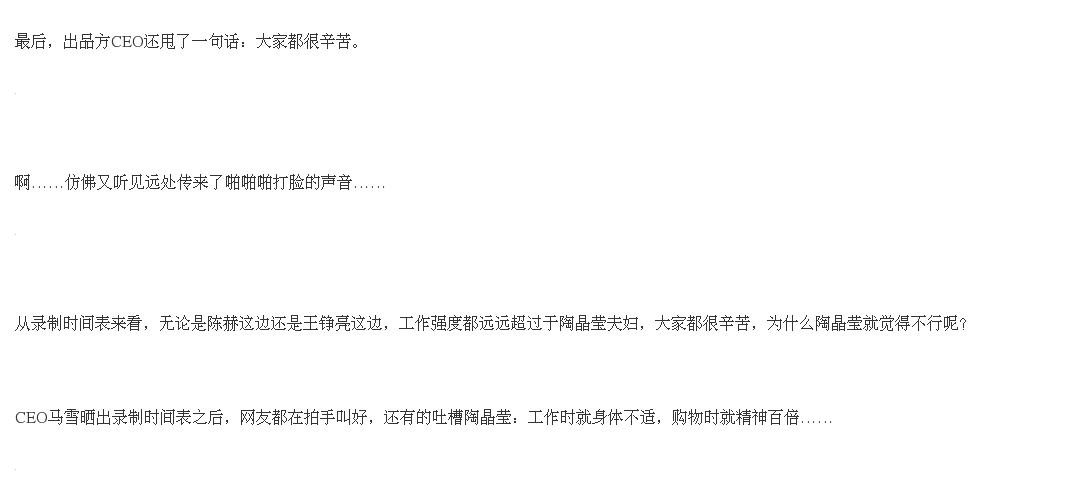 最后，出品方CEO还甩了一句话：大家都很辛苦。
啊……仿佛又听见远处传来了啪啪啪打脸的声音……
从录制时间表来看，无论是陈赫这边还是王铮亮这边，工作强度都远远超过于陶晶莹夫妇，大家都很辛苦，为什么陶晶莹就觉得不行呢？
CEO马雪晒出录制时间表之后，网友都在拍手叫好，还有的吐槽陶晶莹：工作时就身体不适，购物时就精神百倍……